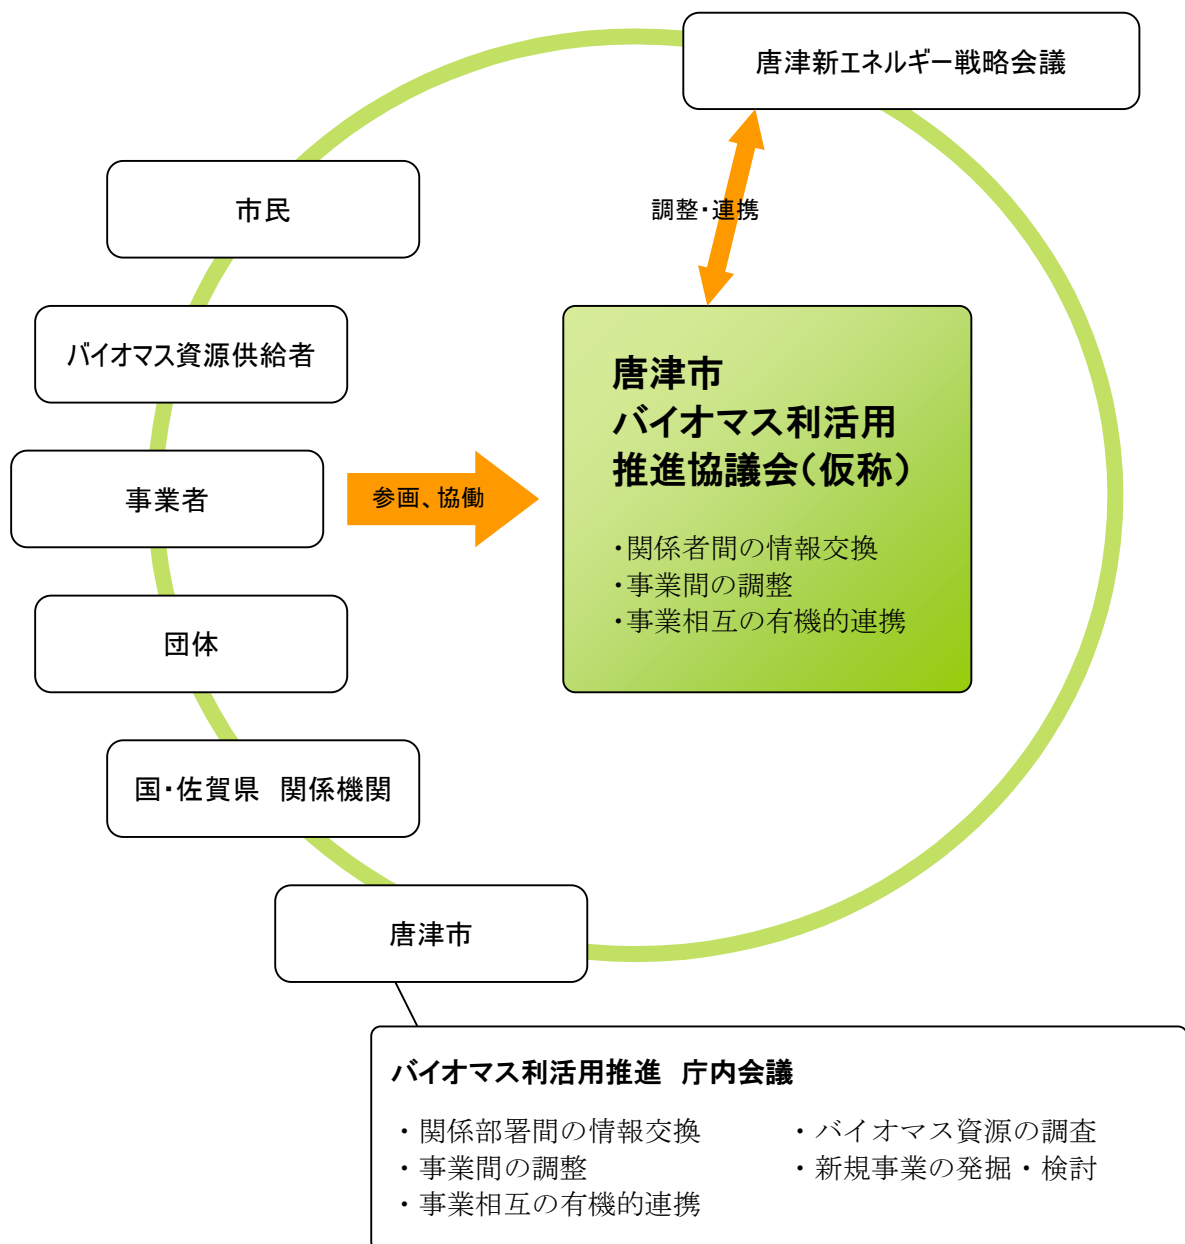 唐津新エネルギー戦略会議
調整・連携
市民
バイオマス資源供給者
事業者
団体
国・佐賀県　関係機関
唐津市
参画、協働
唐津市
バイオマス利活用
推進協議会（仮称）
・関係者間の情報交換
・事業間の調整
・事業相互の有機的連携
バイオマス利活用推進　庁内会議
・関係部署間の情報交換
・事業間の調整
・事業相互の有機的連携
・バイオマス資源の調査
・新規事業の発掘・検討